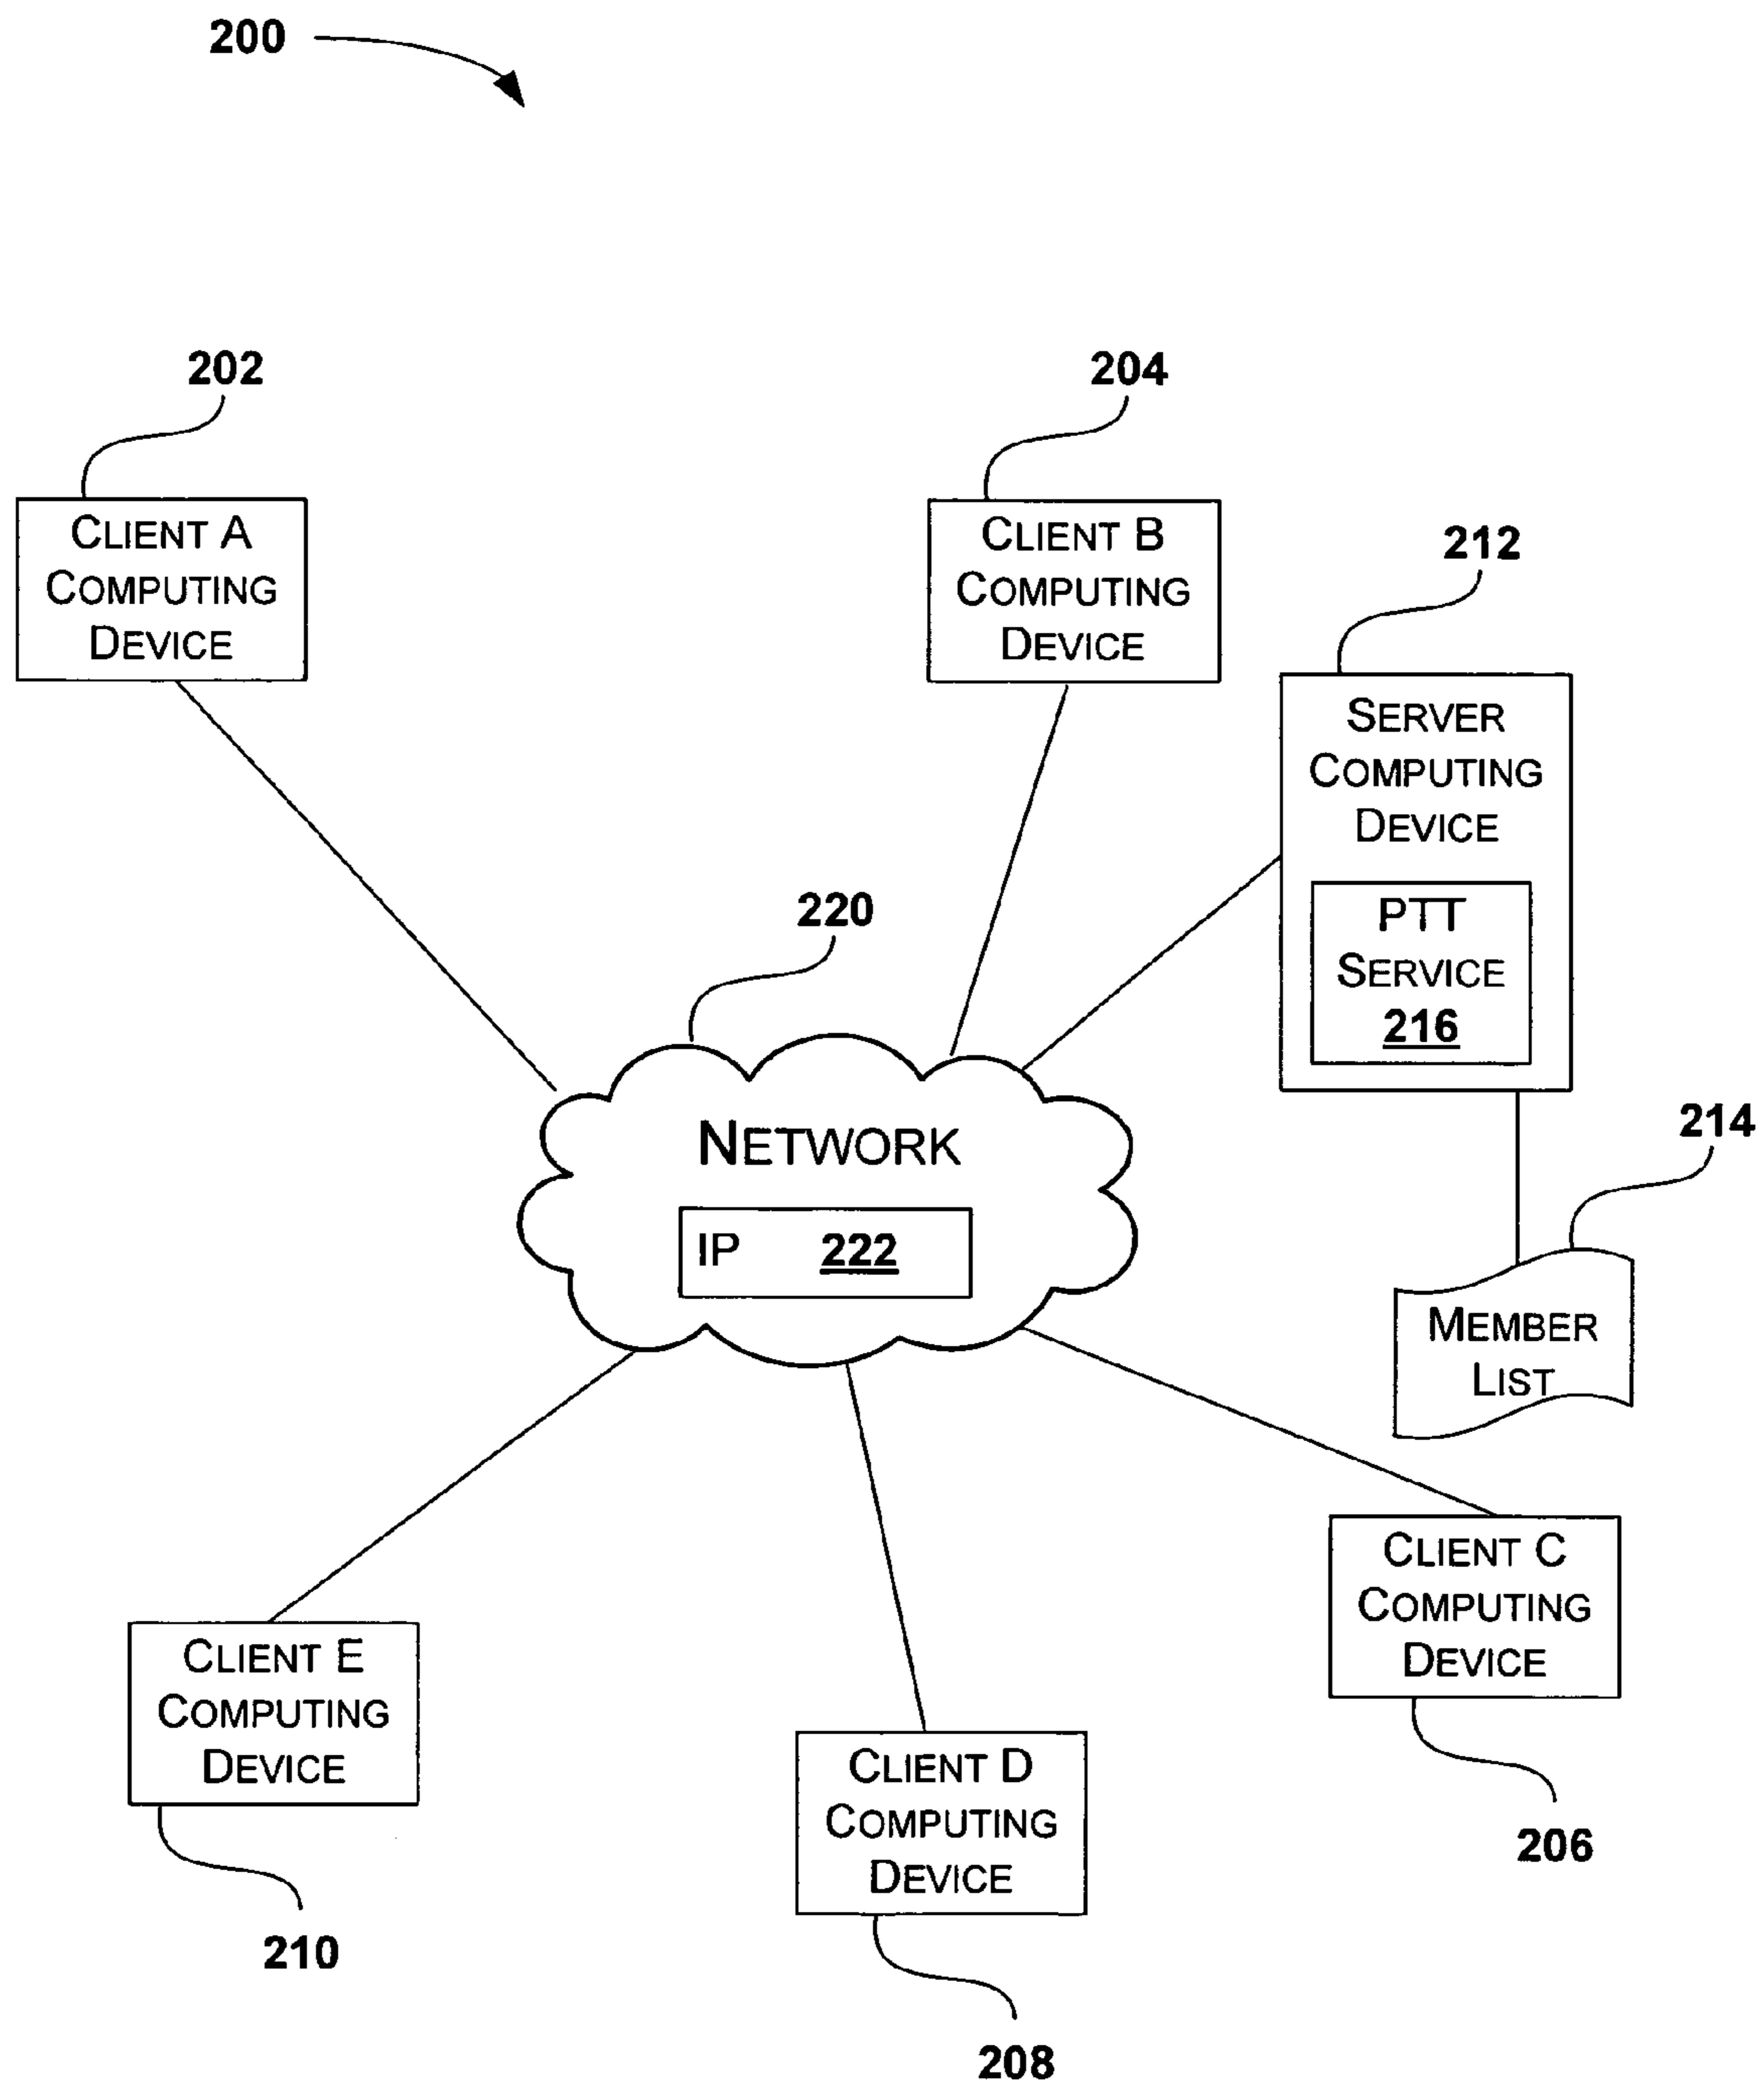 200
202
204
CLIENT A
COMPUTING
DEVICE
CLIENT B
COMPUTING
DEVICE
212
SERVER
COMPUTING
DEVICE
PTT
SERVICE
216
220
214
NETWORK
IP 222
MEMBER
LIST
CLIENT C
COMPUTING
DEVICE
206
CLIENT E
COMPUTING
DEVICE
210
CLIENT D
COMPUTING
DEVICE
208